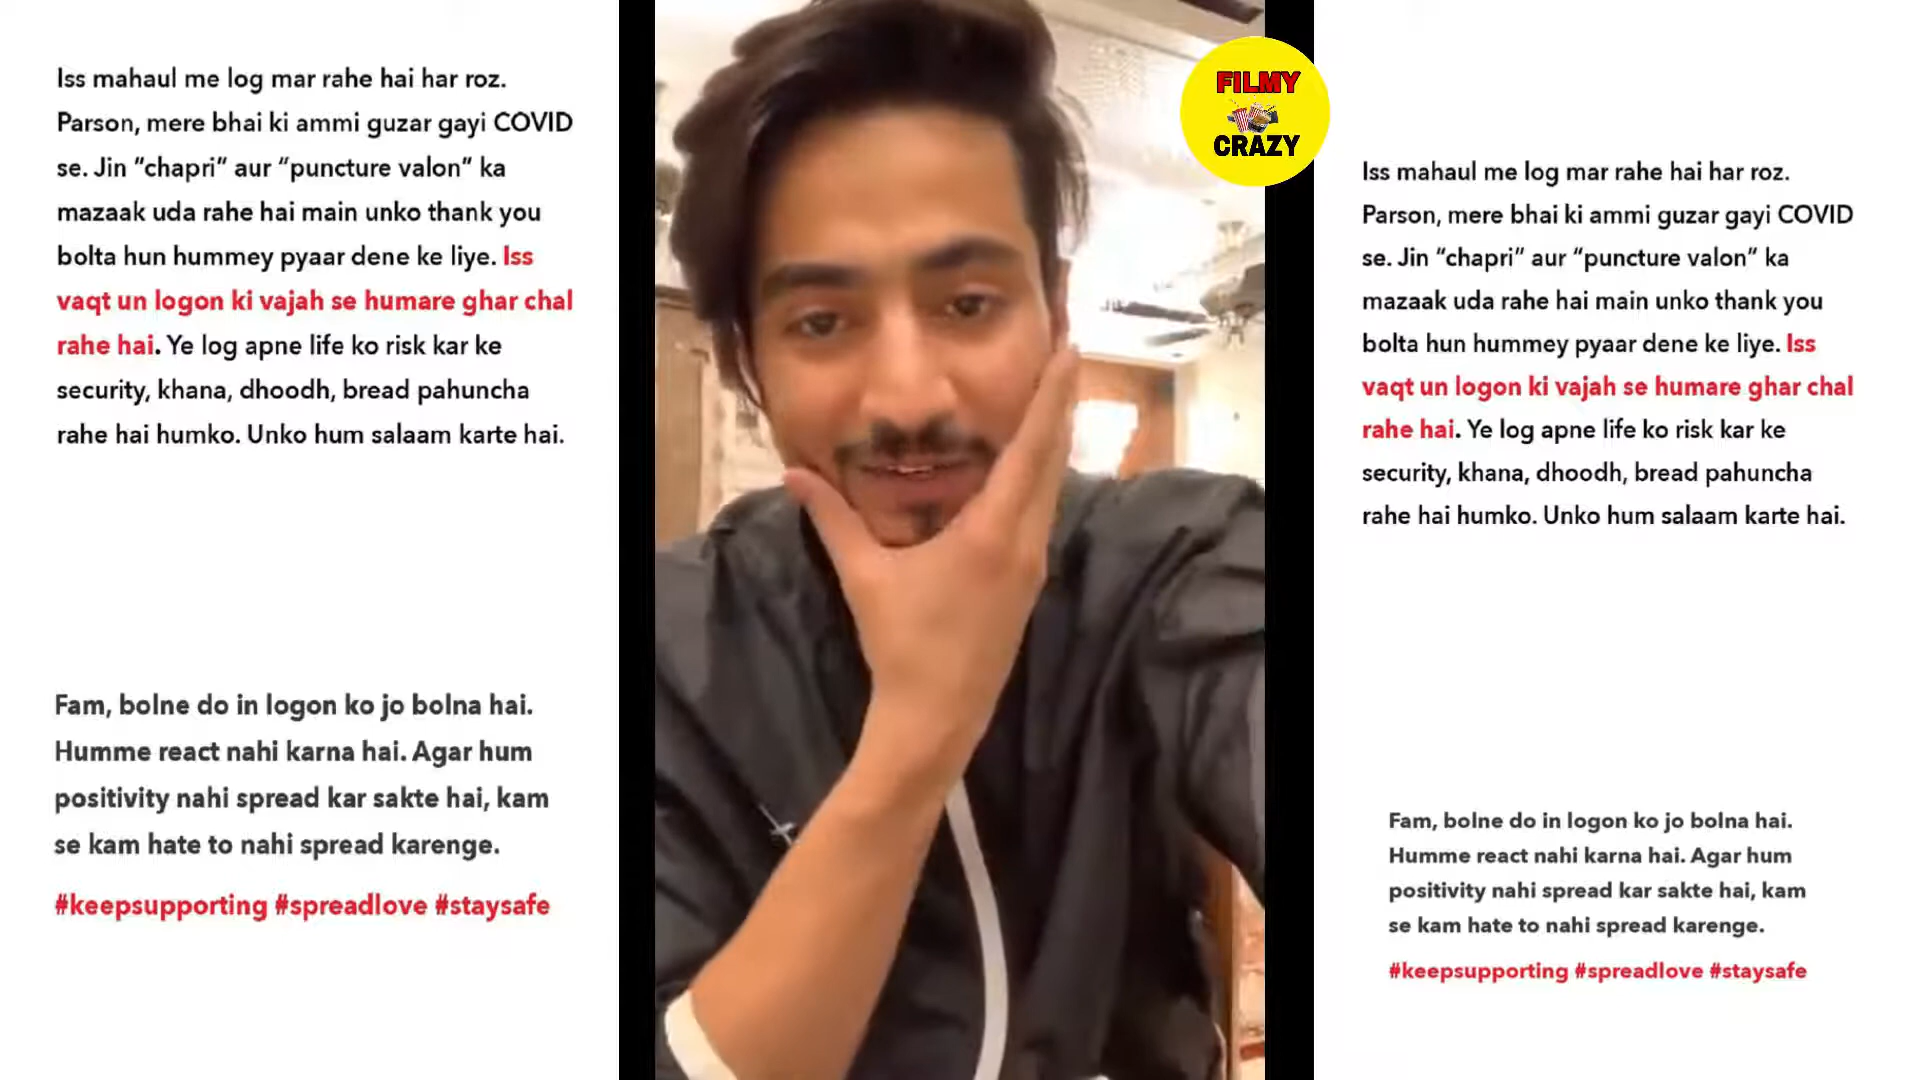 Iss mahaul me log mar rahe hai har roz.
Parson, mere bhai ki ammi guzar gayi COVID
se. Jin “chapri” aur “puncture valon” ka
mazaak uda rahe hai main unko thank you
bolta hun hummey pyaar dene ke liye. Iss
vaqt un logon ki vajah se humare ghar chal
rahe hai. Ye log apne life ko risk kar ke
security, khana, dhoodh, bread pahuncha
rahe hai humko. Unko hum salaam karte hai.
Fam, bolne do in logon ko jo bolna hai.
Humme react nahi karna hai. Agar hum
positivity nahi spread kar sakte hai, kam
se kam hate to nahi spread karenge.
#keepsupporting #spreadlove #staysafe
FILMY
CRAZY
Iss mahaul me log mar rahe hai har roz.
Parson, mere bhai ki ammi guzar gayi COVID
se. Jin “chapri” aur “puncture valon” ka
mazaak uda rahe hai main unko thank you
bolta hun hummey pyaar dene ke liye. Iss
vaqt un logon ki vajah se humare ghar chal
rahe hai. Ye log apne life ko risk kar ke
security, khana, dhoodh, bread pahuncha
rahe hai humko. Unko hum salaam karte hai.
Fam, bolne do in logon ko jo bolna hai.
Humme react nahi karna hai. Agar hum
positivity nahi spread kar sakte hai, kam
se kam hate to nahi spread karenge.
#keepsupporting #spreadlove #staysafe